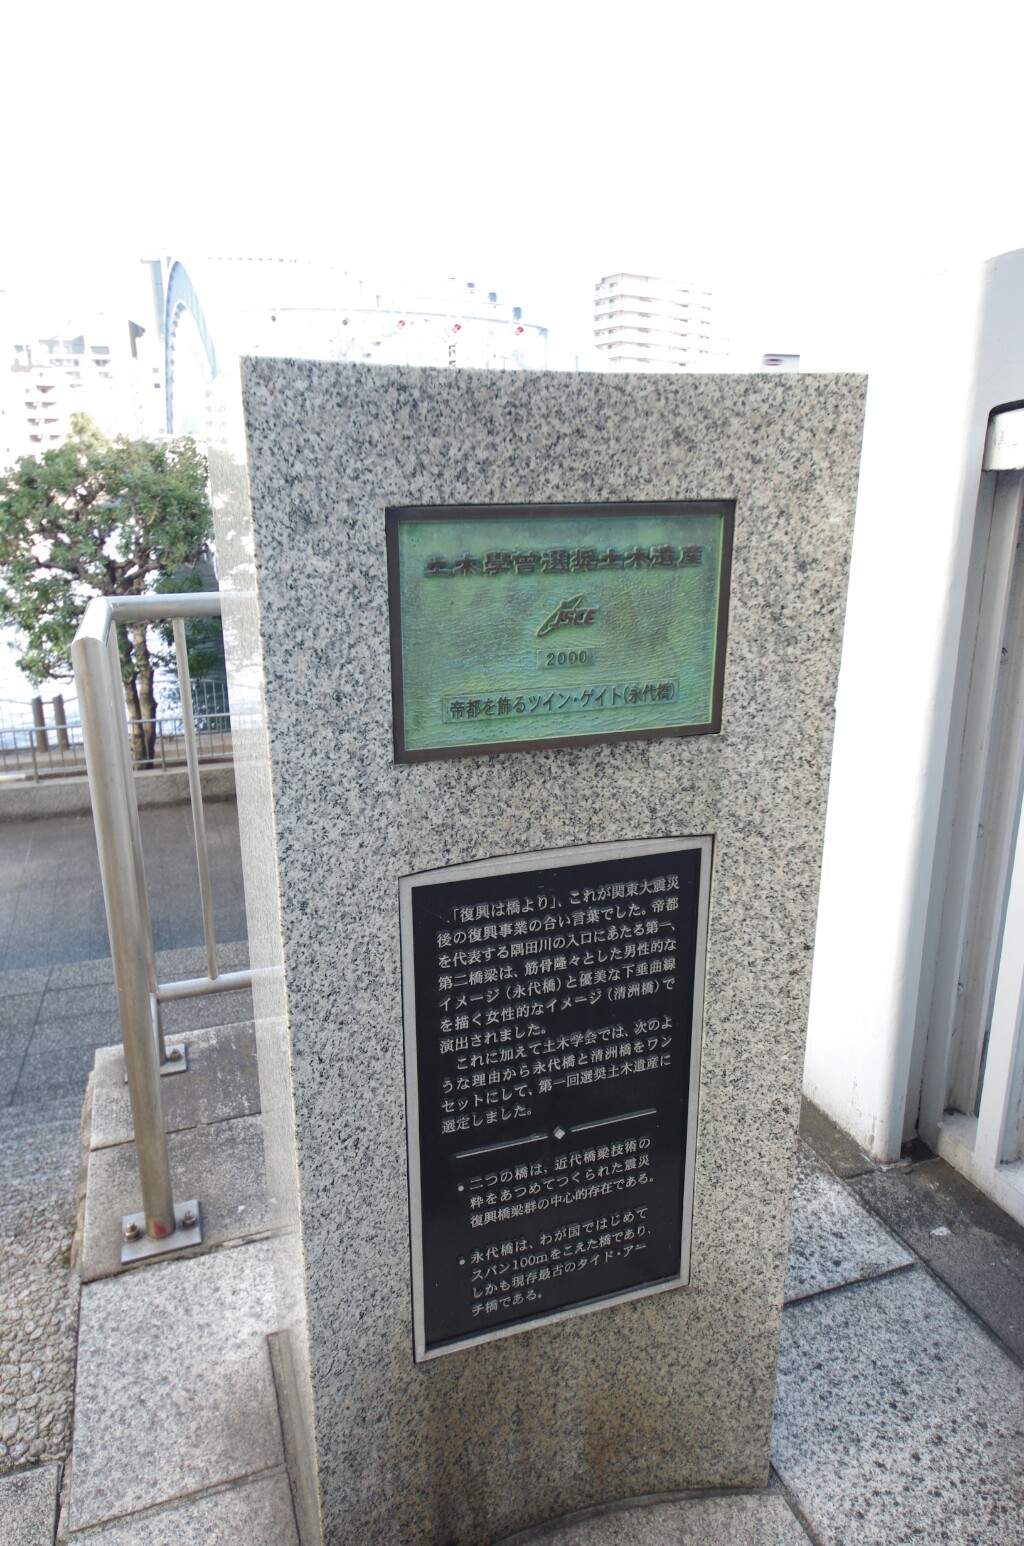 土木學會選奨土木遺産
JSCE
2000
帝都を飾るツイン・ゲイト(永代橋)
「復興は橋より」、これが関東大震災
後の復興事業の合い言葉でした。帝都
を代表する隅田川の入口にあたる第一、
第二橋梁は、筋骨隆々とした男性的な
イメージ(永代橋)と優美な下垂曲線
を描く女性的なイメージ(清洲橋)で
演出されました。
これに加えて土木学会では、次のよ
うな理由から永代橋と清洲橋をワン
セットにして、第一回選奨土木遺産に
選定しました。
・二つの橋は、近代橋梁技術の
粋をあつめてつくられた震災
復興橋梁群の中心的存在である。
・永代橋は、わが国ではじめて
スパン100mをこえた橋であり、
しかも現存最古のタイド・アー
チ橋である。